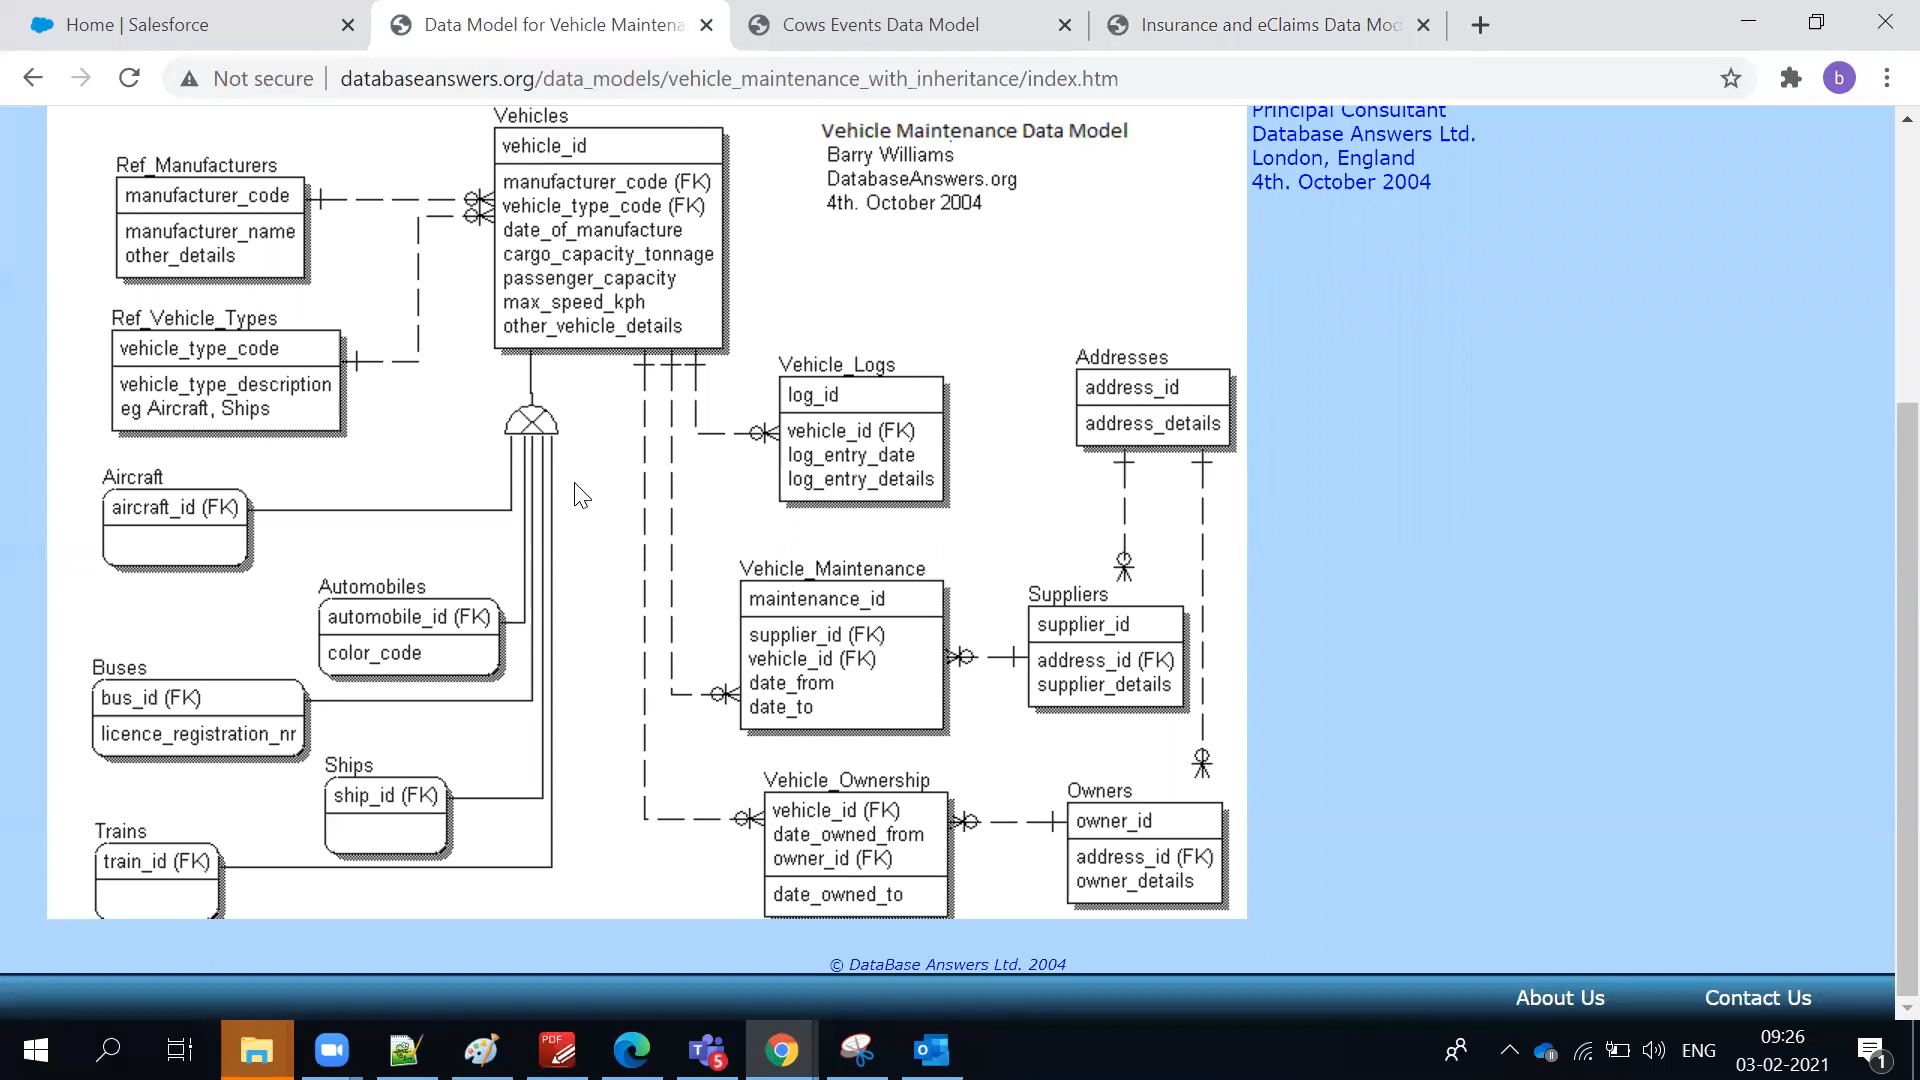 Home | Salesforce
Data Model for Vehicle Maintena
Cows Events Data Model
Insurance and eClaims Data Mod
Not secure
databaseanswers.org/data_models/vehicle_maintenance_with_inheritance/index.htm
b
Principal Consultant
Database Answers Ltd.
London, England
4th. October 2004
Vehicle Maintenance Data Model
Barry Williams
DatabaseAnswers.org
4th. October 2004
Vehicles
vehicle_id
manufacturer_code (FK)
vehicle_type_code (FK)
date_of_manufacture
cargo_capacity_tonnage
passenger_capacity
max_speed_kph
other_vehicle_details
Ref_Manufacturers
manufacturer_code
manufacturer_name
other_details
Ref_Vehicle_Types
vehicle_type_code
vehicle_type_description
eg Aircraft, Ships
Vehicle_Logs
log_id
vehicle_id (FK)
log_entry_date
log_entry_details
Addresses
address_id
address_details
Aircraft
aircraft_id (FK)
Automobiles
automobile_id (FK)
color_code
Vehicle_Maintenance
maintenance_id
supplier_id (FK)
vehicle_id (FK)
date_from
date_to
Suppliers
supplier_id
address_id (FK)
supplier_details
Buses
bus_id (FK)
licence_registration_nr
Ships
ship_id (FK)
Trains
train_id (FK)
Vehicle_Ownership
vehicle_id (FK)
date_owned_from
owner_id (FK)
date_owned_to
Owners
owner_id
address_id (FK)
owner_details
© DataBase Answers Ltd. 2004
About Us
Contact Us
PDF
5
ENG
09:26
03-02-2021
1